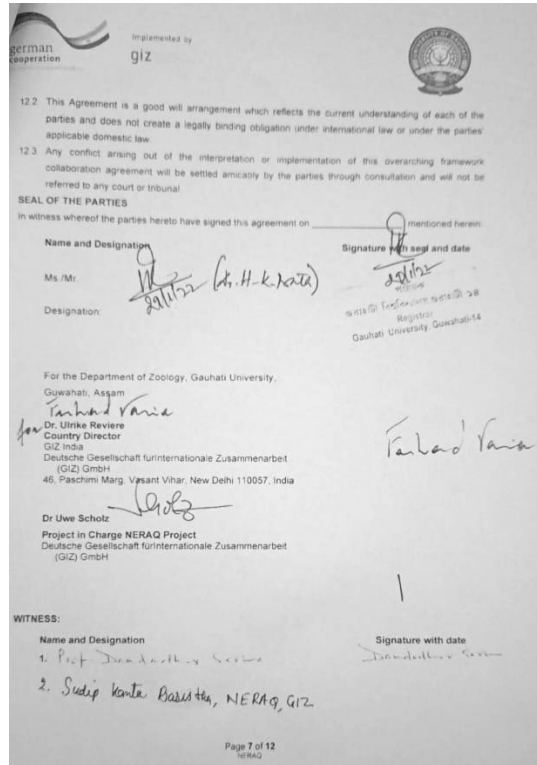 german
cooperation
Implemented by
giz
12.2 This Agreement is a good will arrangement which reflects the current understanding of each of the
parties and does not create a legally binding obligation under international law or under the parties'
applicable domestic law
12.3 Any conflict arising out of the interpretation or implementation of this overarching framework
collaboration agreement will be settled amicably by the parties through consultation and will not be
referred to any court or tribunal
SEAL OF THE PARTIES
In witness whereof the parties hereto have signed this agreement on ____________ mentioned herein:
Name and Designation
Signature with seal and date
Ms /Mr
29/1/22
Designation:
Registrar
Gauhati University, Guwahati-14
For the Department of Zoology, Gauhati University,
Guwahati, Assam
Farhad Vania
for Dr. Ulrike Reviere
Country Director
GIZ India
Deutsche Gesellschaft fürInternationale Zusammenarbeit
(GIZ) GmbH
46, Paschimi Marg, Vasant Vihar, New Delhi 110057, India
Farhad Vania
Scholz
Dr Uwe Scholz
Project in Charge NERAQ Project
Deutsche Gesellschaft fürInternationale Zusammenarbeit
(GIZ) GmbH
WITNESS:
Name and Designation
Signature with date
1. Prof
2. Sudip Kanta Basistha, NERAQ, GIZ
Page 7 of 12
NERAQ